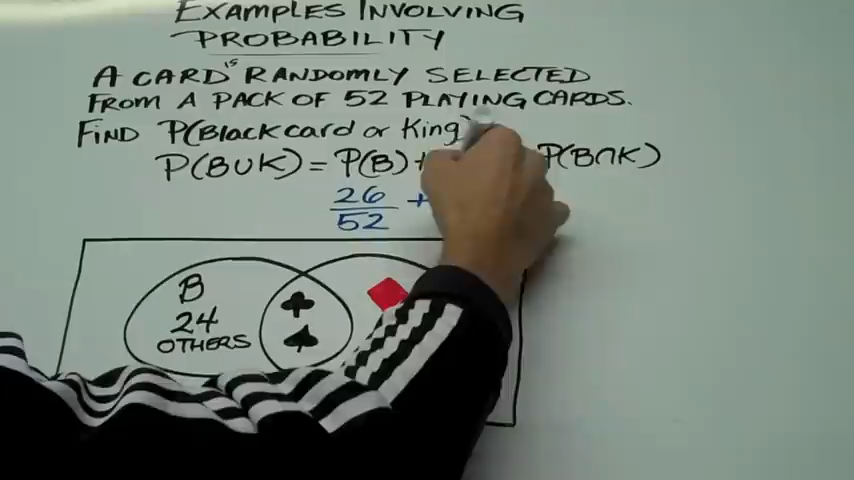 EXAMPLES INVOLVING
PROBABILITY
A CARD IS RANDOMLY SELECTED
FROM A PACK OF 52 PLAYING CARDS.
FIND P(Black card or King)
P(B∪K) = P(B) + P(B∩K)
26/52 +
B
24
OTHERS